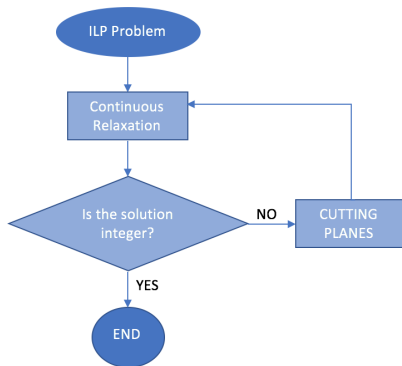 ILP Problem
Continuous
Relaxation
Is the solution
integer?
NO
CUTTING
PLANES
YES
END